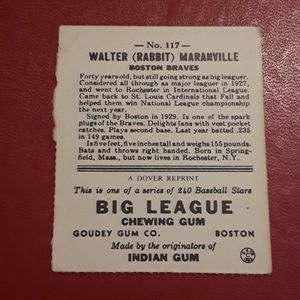 — No. 117 —
WALTER (RABBIT) MARANVILLE
BOSTON BRAVES
Forty years old, but still going strong as big leaguer.
Considered all through as major leaguer in 1927,
and went to Rochester in International League.
Came back to St. Louis Cardinals that Fall and
helped them win National League championship
the next year.
Signed by Boston in 1929. Is one of the spark
plugs of the Braves. Delights fans with vest pocket
catches. Plays second base. Last year batted .235
in 149 games.
Is five feet, five inches tall and weighs 155 pounds.
Bats and throws right handed. Born in Spring-
field, Mass., but now lives in Rochester, N.Y.
A DOVER REPRINT
This is one of a series of 240 Baseball Stars
BIG LEAGUE
CHEWING GUM
GOUDEY GUM CO. BOSTON
Made by the originators of
INDIAN GUM